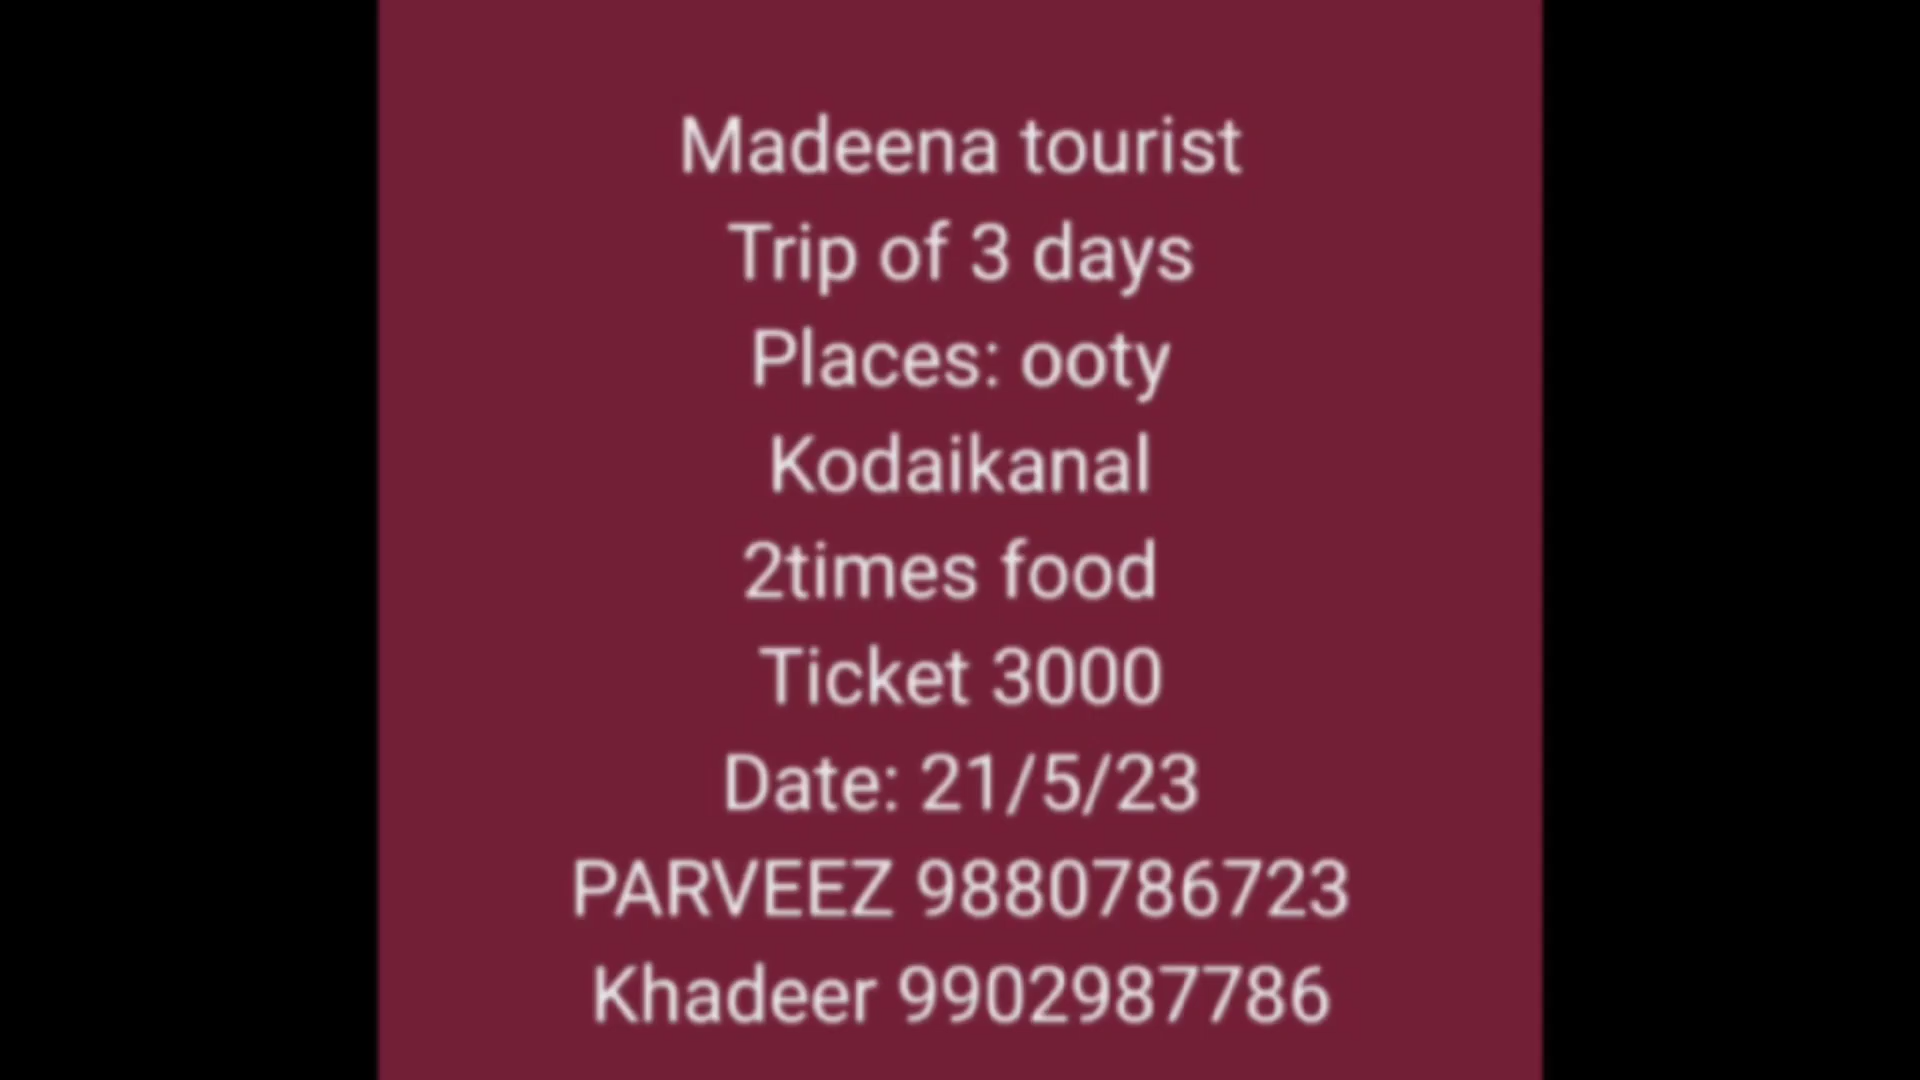 Madeena tourist
Trip of 3 days
Places: ooty
Kodaikanal
2times food
Ticket 3000
Date: 21/5/23
PARVEEZ 9880786723
Khadeer 9902987786